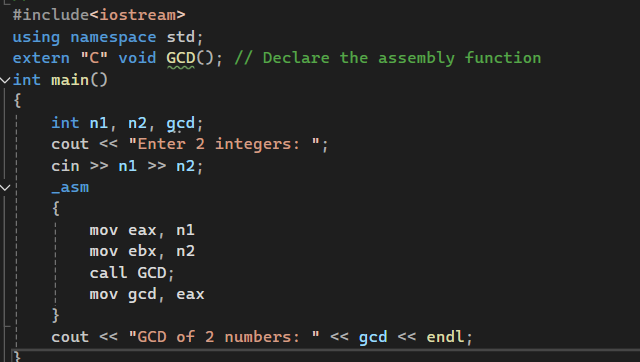 #include<iostream>
using namespace std;
extern "C" void GCD(); // Declare the assembly function
int main()
{
int n1, n2, gcd;
cout << "Enter 2 integers: ";
cin >> n1 >> n2;
_asm
{
mov eax, n1
mov ebx, n2
call GCD;
mov gcd, eax
}
cout << "GCD of 2 numbers: " << gcd << endl;
}